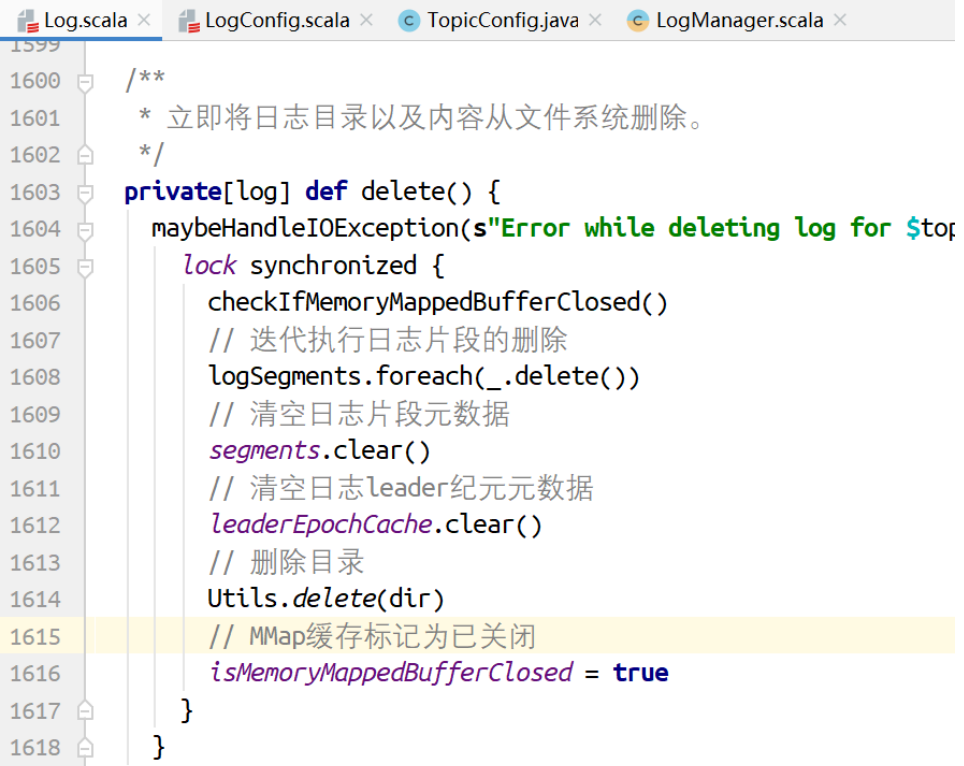 Log.scala × LogConfig.scala × TopicConfig.java × LogManager.scala ×
1599
1600 /**
1601 * 立即将日志目录以及内容从文件系统删除。
1602 */
1603 private[log] def delete() {
1604 maybeHandleIOException(s"Error while deleting log for $top
1605 lock synchronized {
1606 checkIfMemoryMappedBufferClosed()
1607 // 迭代执行日志片段的删除
1608 logSegments.foreach(_.delete())
1609 // 清空日志片段元数据
1610 segments.clear()
1611 // 清空日志leader纪元元数据
1612 leaderEpochCache.clear()
1613 // 删除目录
1614 Utils.delete(dir)
1615 // MMap缓存标记为已关闭
1616 isMemoryMappedBufferClosed = true
1617 }
1618 }